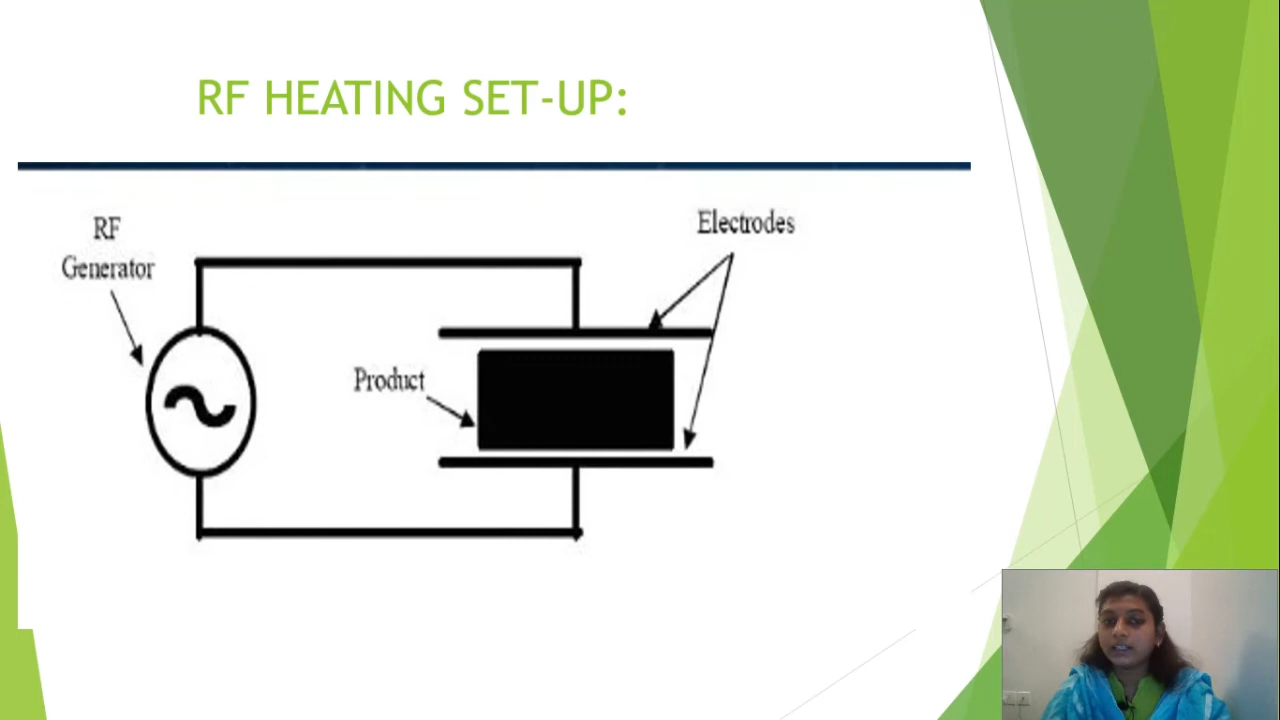 RF HEATING SET-UP:
RF
Generator
Electrodes
Product